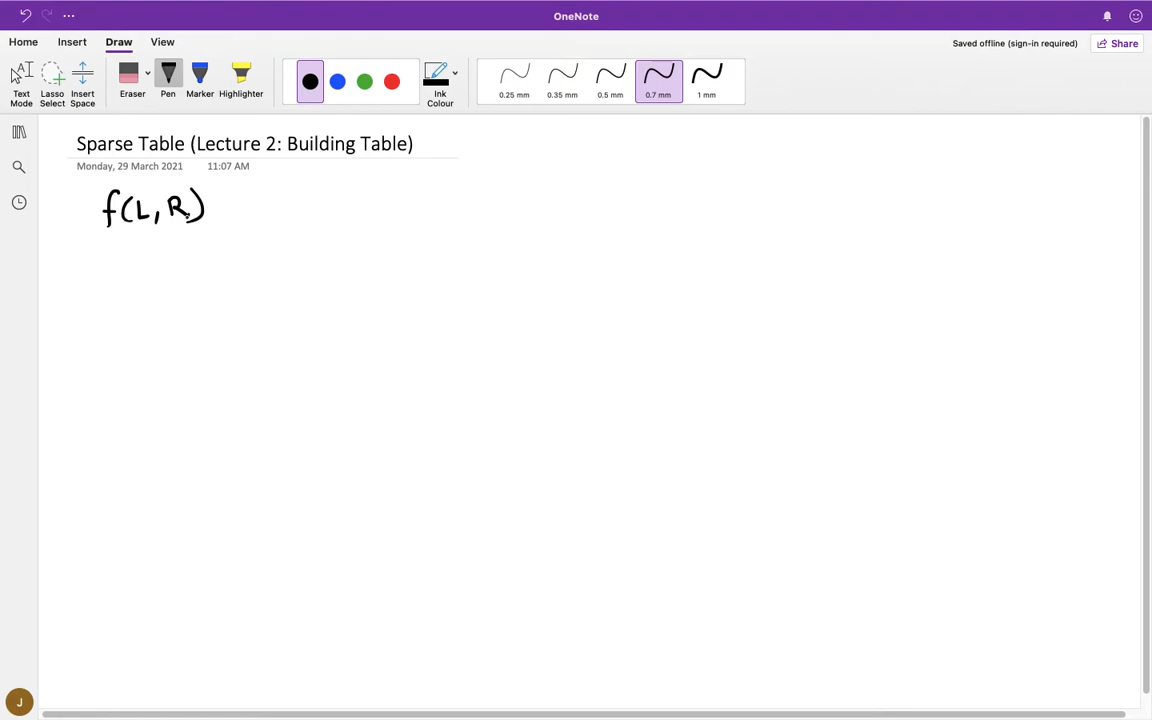 OneNote
Home Insert Draw View
Saved offline (sign-in required) Share
Text Mode
Lasso Select
Insert Space
Eraser
Pen
Marker
Highlighter
Ink Colour
0.25 mm
0.35 mm
0.5 mm
0.7 mm
1 mm
Sparse Table (Lecture 2: Building Table)
Monday, 29 March 2021 11:07 AM
f(L, R)
J